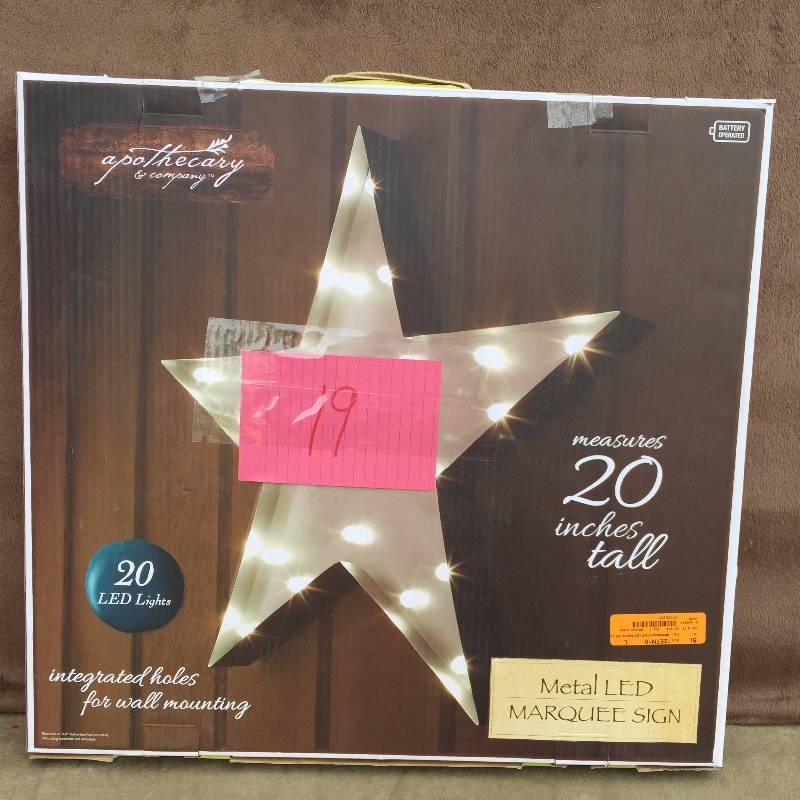 apothecary
& company™
BATTERY
OPERATED
19
measures
20
inches
tall
20
LED Lights
integrated holes
for wall mounting
Metal LED
MARQUEE SIGN